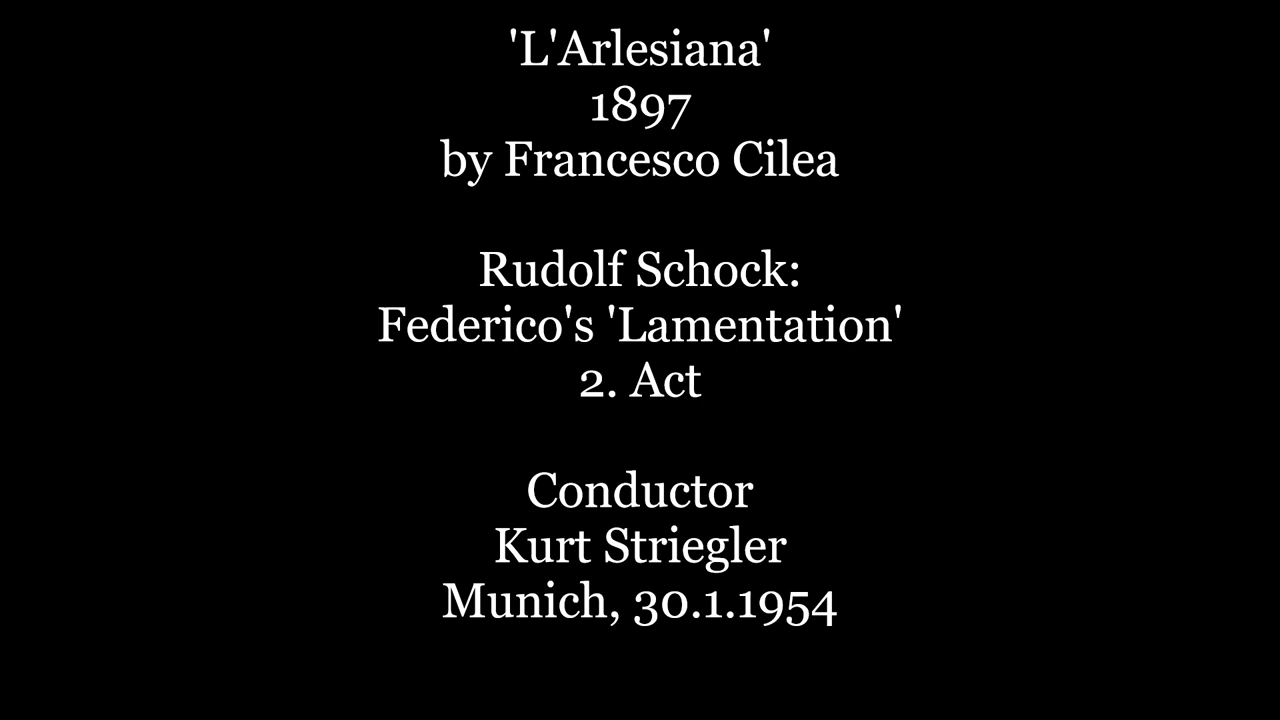 'L'Arlesiana'
1897
by Francesco Cilea
Rudolf Schock:
Federico's 'Lamentation'
2. Act
Conductor
Kurt Striegler
Munich, 30.1.1954